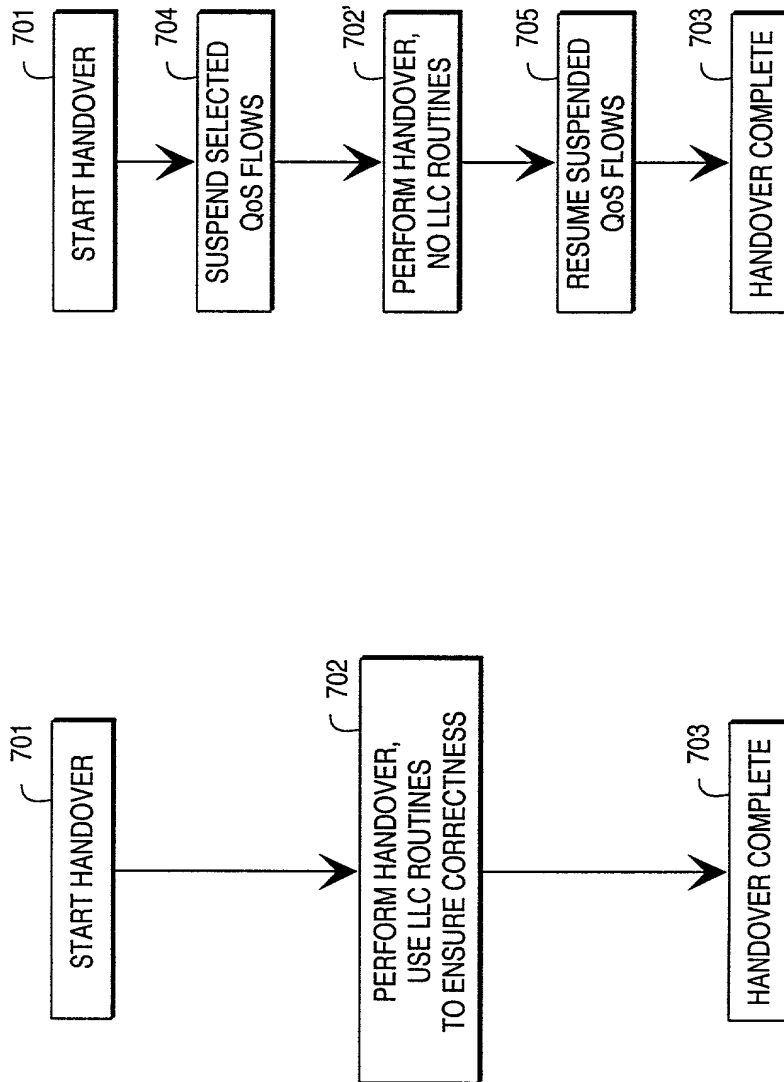 701
START HANDOVER
702
PERFORM HANDOVER,
USE LLC ROUTINES
TO ENSURE CORRECTNESS
703
HANDOVER COMPLETE
701
START HANDOVER
704
SUSPEND SELECTED
QoS FLOWS
702'
PERFORM HANDOVER,
NO LLC ROUTINES
705
RESUME SUSPENDED
QoS FLOWS
703
HANDOVER COMPLETE